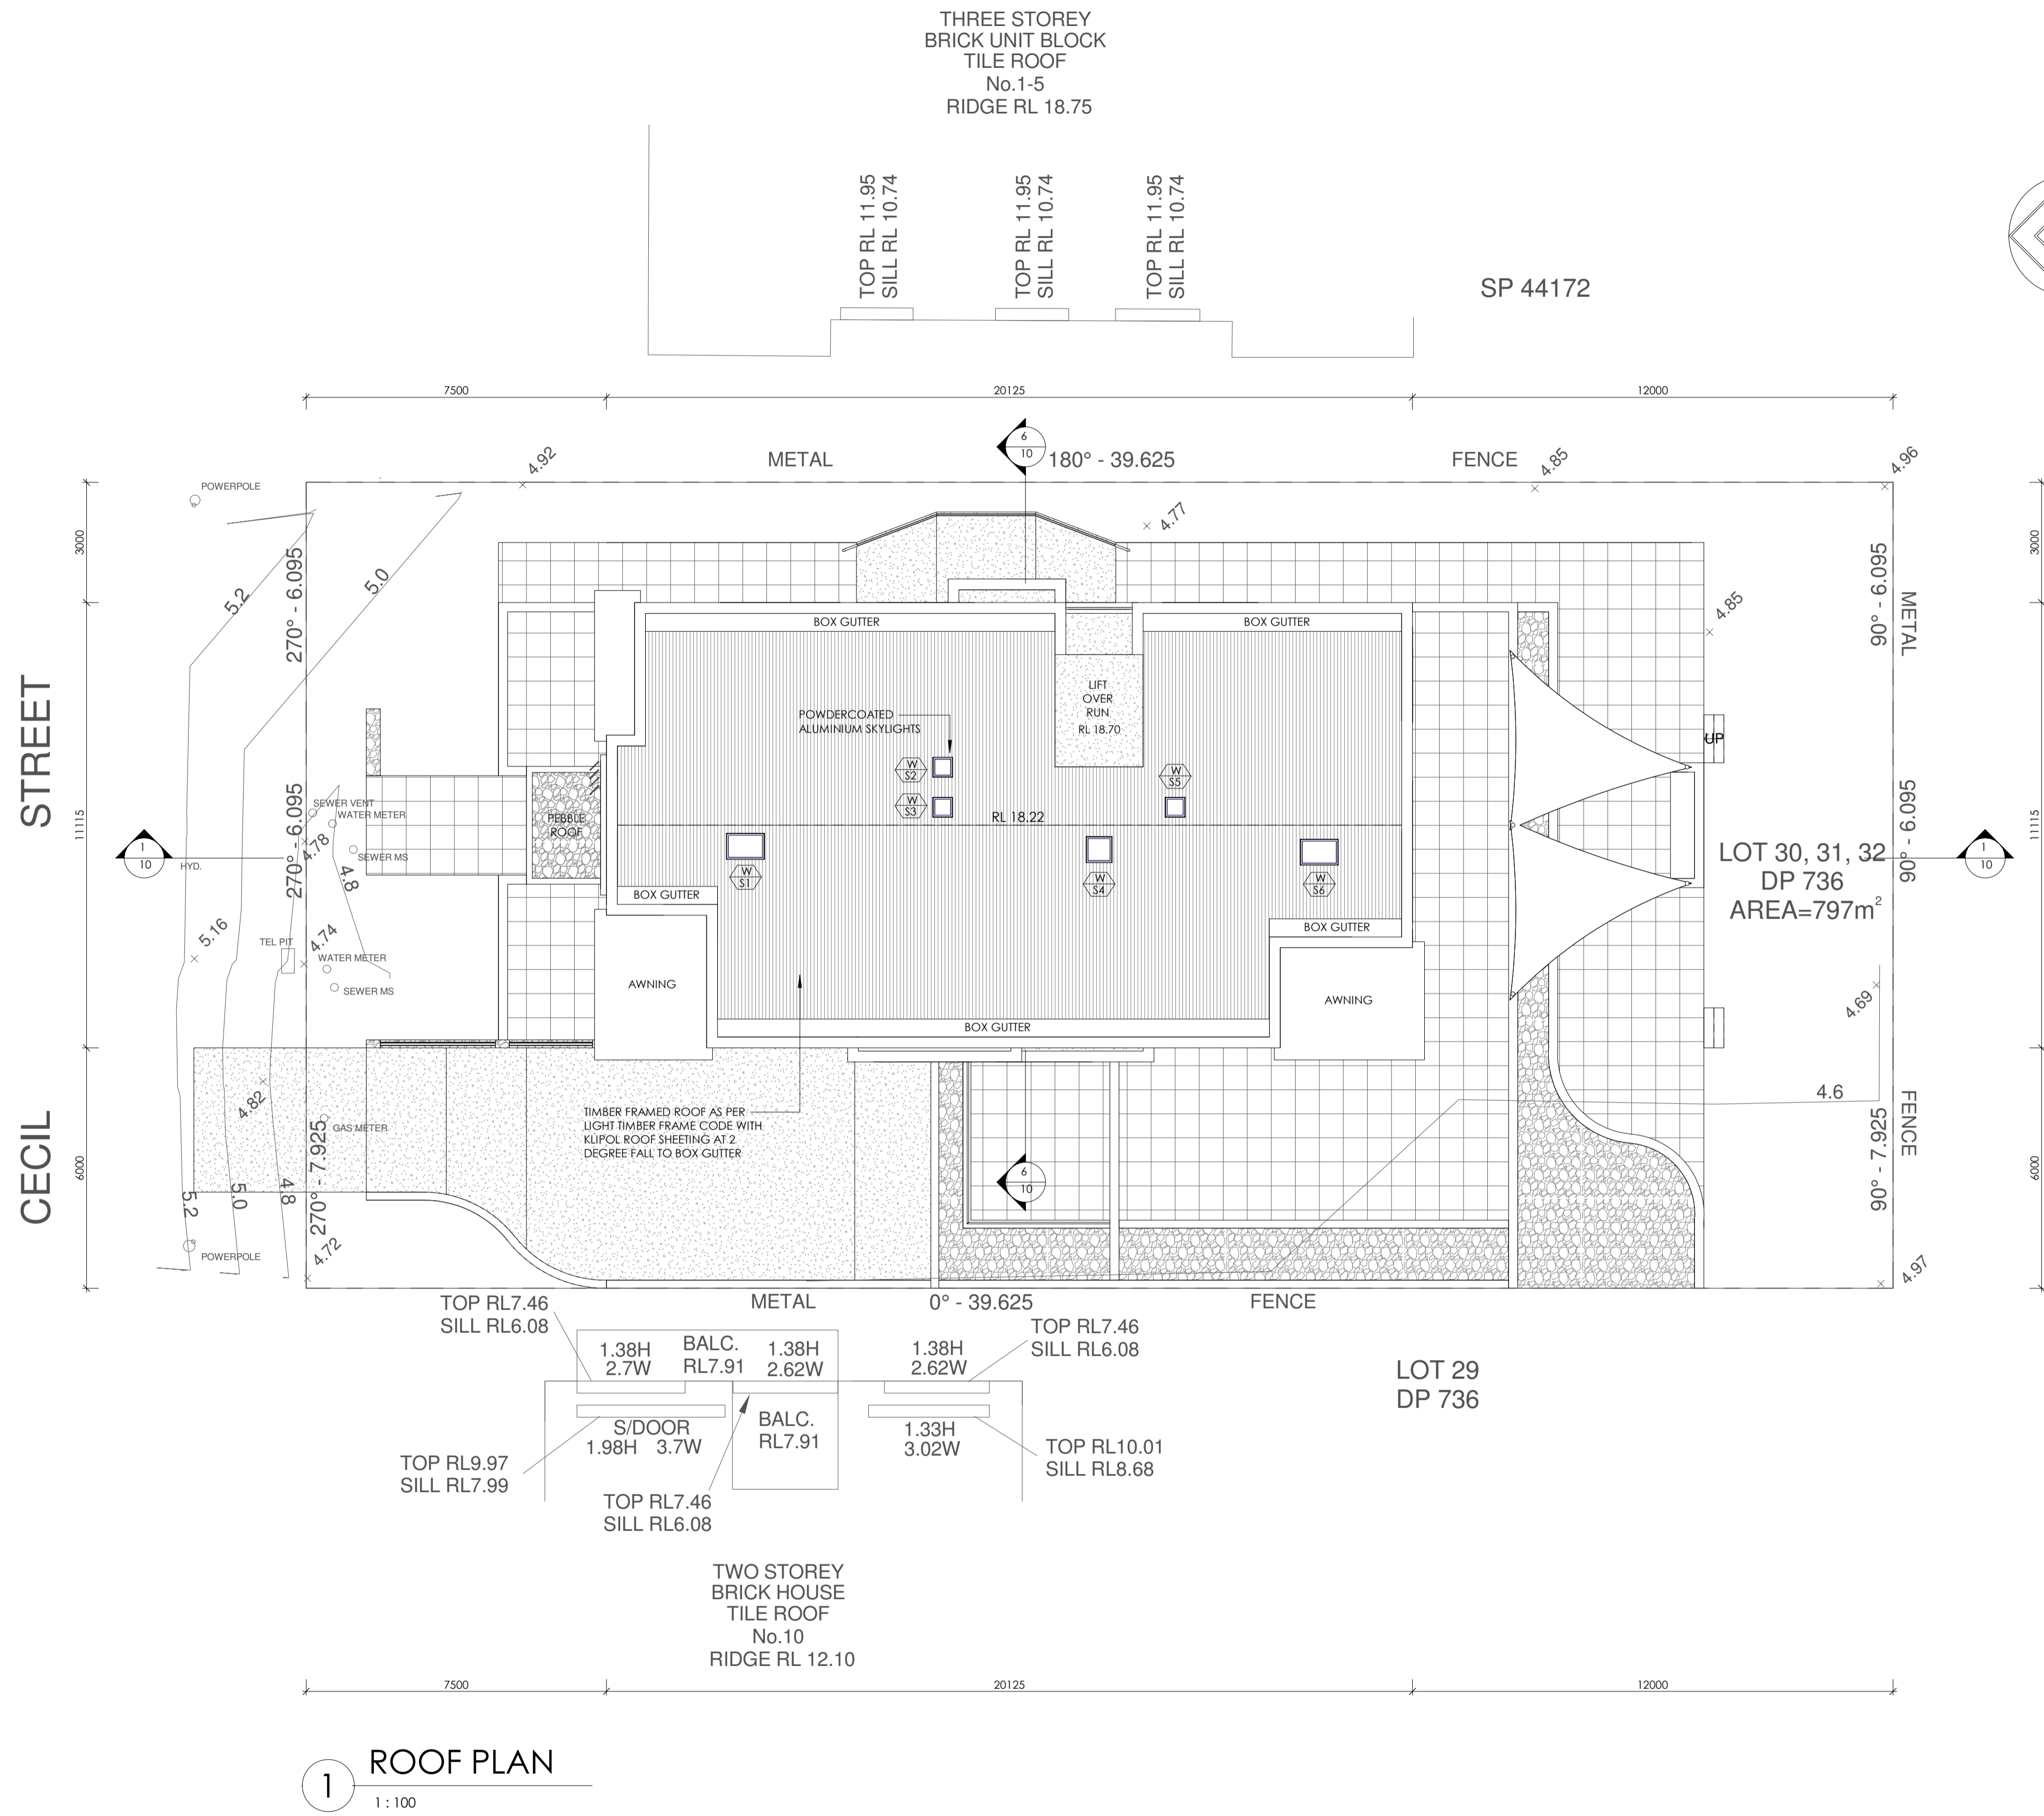 THREE STOREY
BRICK UNIT BLOCK
TILE ROOF
No.1-5
RIDGE RL 18.75
TOP RL 11.95
SILL RL 10.74
TOP RL 11.95
SILL RL 10.74
TOP RL 11.95
SILL RL 10.74
SP 44172
7500
20125
12000
METAL
6
10
180° - 39.625
FENCE
4.92
4.85
4.96
POWERPOLE
4.77
3000
3000
5.2
270° - 6.095
5.0
90° - 6.095
METAL
4.85
BOX GUTTER
BOX GUTTER
LIFT
OVER
RUN
RL 18.70
POWDERCOATED
ALUMINIUM SKYLIGHTS
STREET
UP
W
S2
W
S5
W
S3
RL 18.22
270° - 6.095
SEWER VENT
WATER METER
PEBBLE
ROOF
11115
11115
90° - 6.095
4.78
SEWER MS
1
10
HYD.
4.8
LOT 30, 31, 32
DP 736
AREA=797m²
1
10
W
S1
W
S4
W
S6
BOX GUTTER
BOX GUTTER
5.16
TEL PIT
4.74
WATER METER
SEWER MS
AWNING
AWNING
4.69
BOX GUTTER
CECIL
4.82
GAS METER
270° - 7.925
TIMBER FRAMED ROOF AS PER
LIGHT TIMBER FRAME CODE WITH
KLIPOL ROOF SHEETING AT 2
DEGREE FALL TO BOX GUTTER
4.6
90° - 7.925
FENCE
6000
6000
6
10
5.2
5.0
4.8
POWERPOLE
4.72
4.97
METAL
0° - 39.625
FENCE
TOP RL7.46
SILL RL6.08
1.38H
2.7W
BALC.
RL7.91
1.38H
2.62W
1.38H
2.62W
TOP RL7.46
SILL RL6.08
LOT 29
DP 736
S/DOOR
1.98H 3.7W
BALC.
RL7.91
1.33H
3.02W
TOP RL9.97
SILL RL7.99
TOP RL10.01
SILL RL8.68
TOP RL7.46
SILL RL6.08
TWO STOREY
BRICK HOUSE
TILE ROOF
No.10
RIDGE RL 12.10
7500
20125
12000
1
ROOF PLAN
1 : 100